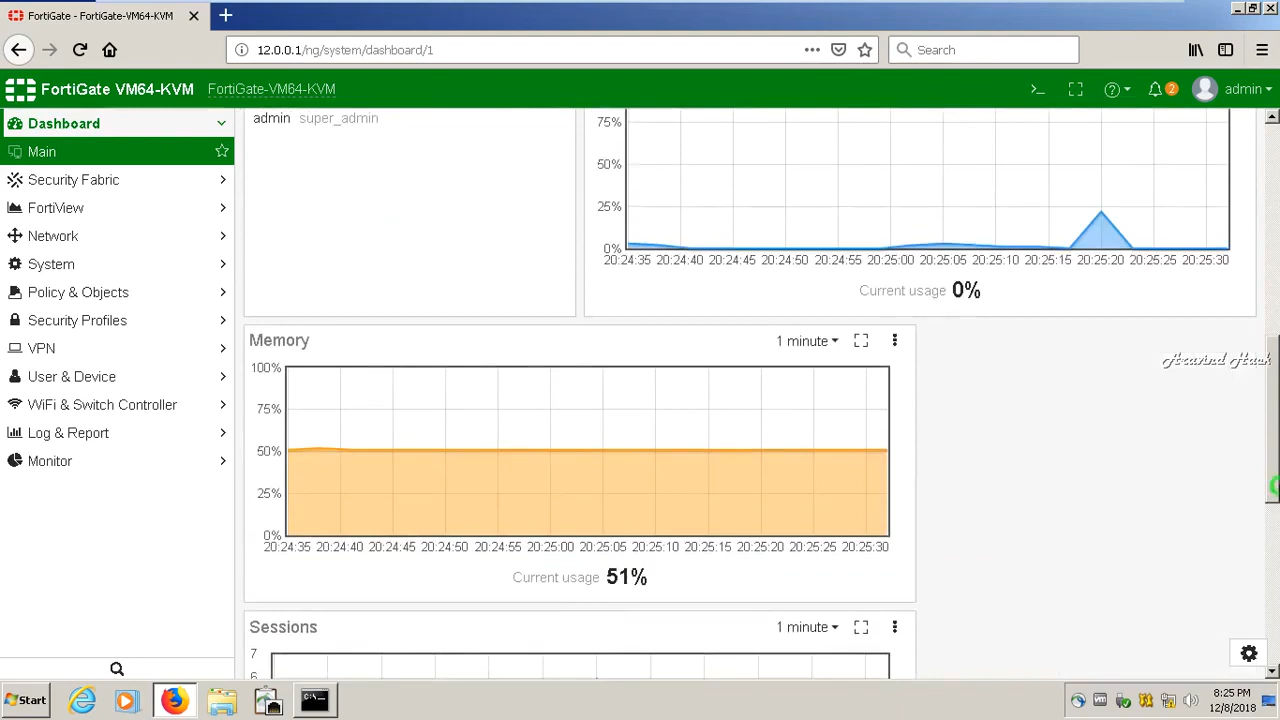 FortiGate - FortiGate-VM64-KVM
12.0.0.1/ng/system/dashboard/1
Search
FortiGate VM64-KVM
FortiGate-VM64-KVM
2
admin
Dashboard
Main
Security Fabric
FortiView
Network
System
Policy & Objects
Security Profiles
VPN
User & Device
WiFi & Switch Controller
Log & Report
Monitor
admin super_admin
75%
50%
25%
0%
20:24:35 20:24:40 20:24:45 20:24:50 20:24:55 20:25:00 20:25:05 20:25:10 20:25:15 20:25:20 20:25:25 20:25:30
Current usage 0%
Memory
1 minute
100%
75%
50%
25%
0%
20:24:35 20:24:40 20:24:45 20:24:50 20:24:55 20:25:00 20:25:05 20:25:10 20:25:15 20:25:20 20:25:25 20:25:30
Current usage 51%
Sessions
1 minute
7
6
Aravind Hack
Start
C:\.
8:25 PM
12/8/2018